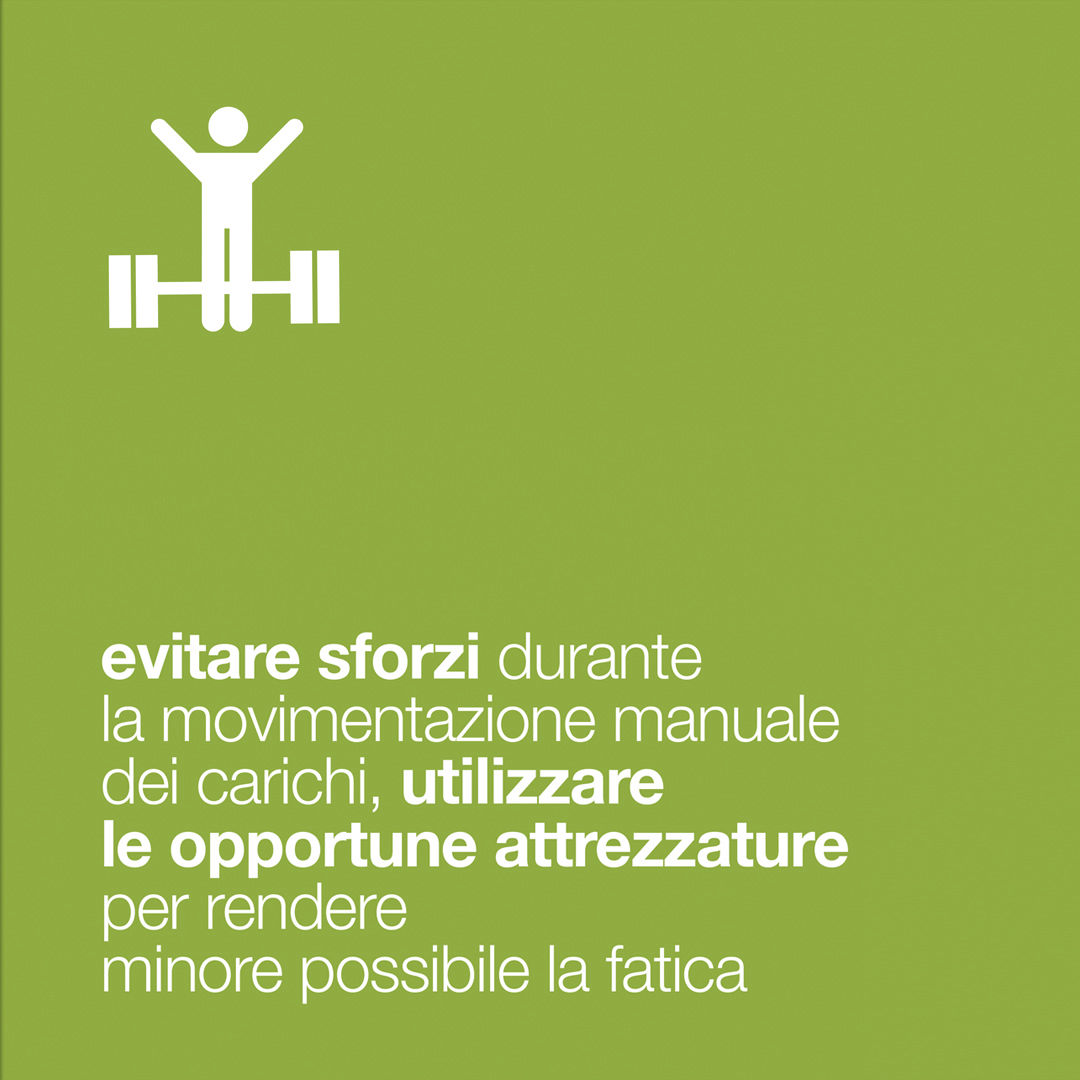 evitare sforzi durante
la movimentazione manuale
dei carichi, utilizzare
le opportune attrezzature
per rendere
minore possibile la fatica